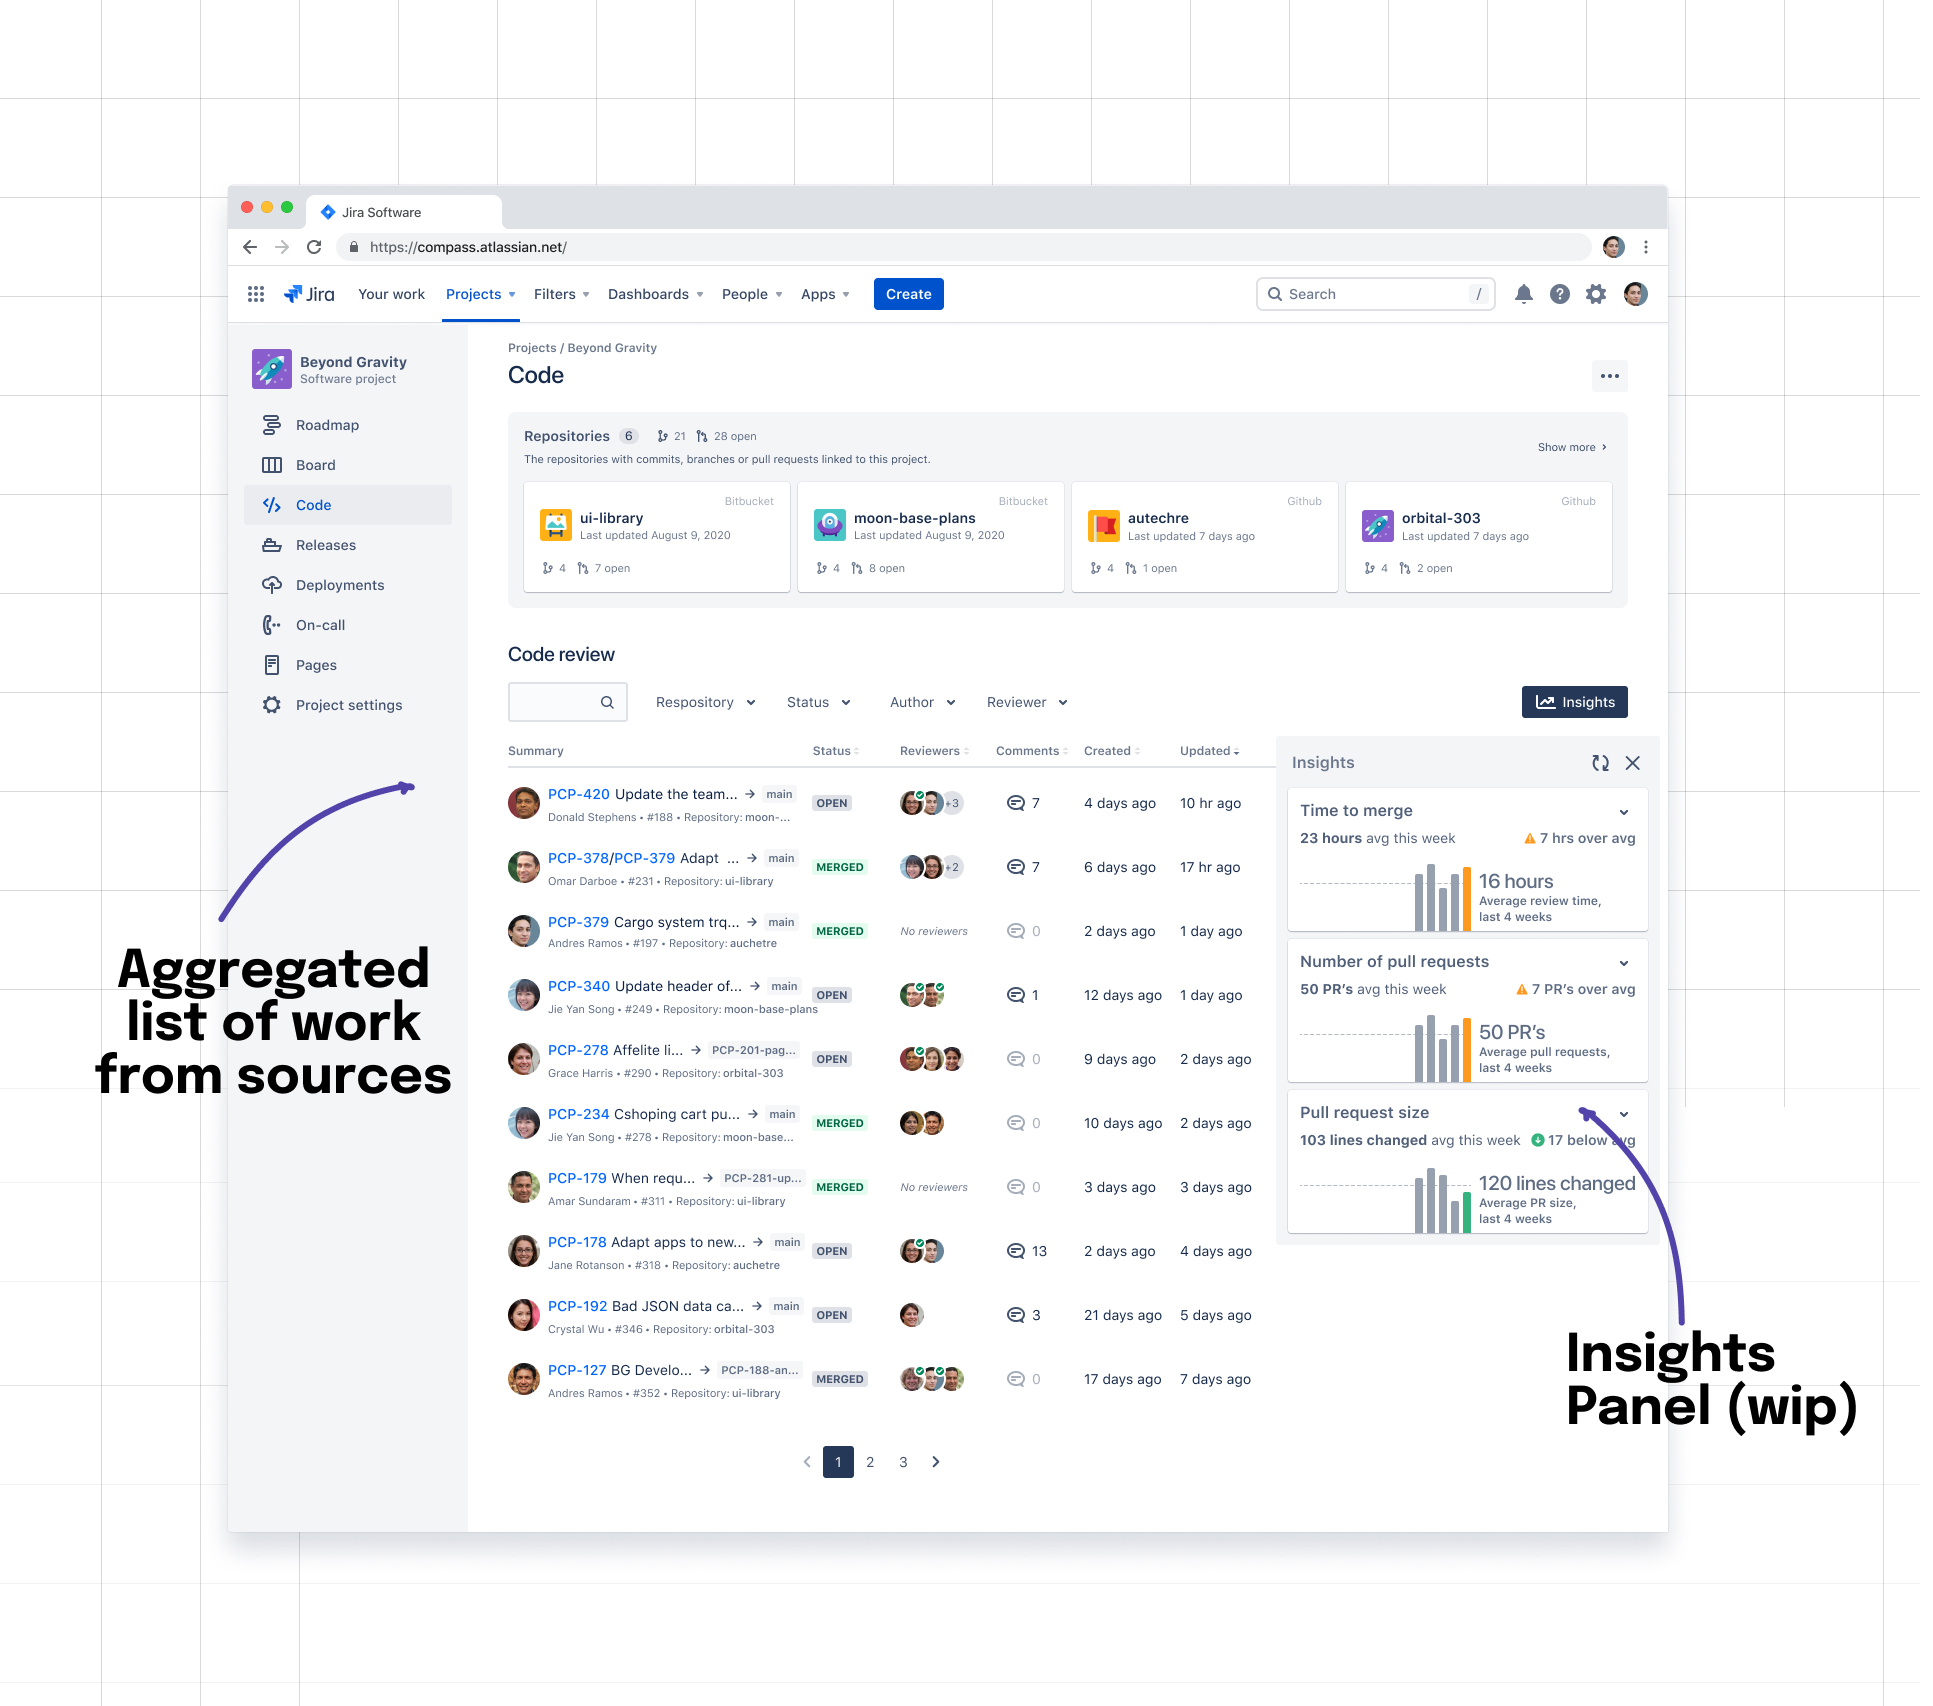 Jira Software
https://compass.atlassian.net/
Jira Your work Projects Filters Dashboards People Apps Create Search /
Beyond Gravity
Software project
Roadmap
Board
Code
Releases
Deployments
On-call
Pages
Project settings
Projects / Beyond Gravity
Code
Repositories 6 21 28 open
The repositories with commits, branches or pull requests linked to this project.
Show more
Bitbucket
ui-library
Last updated August 9, 2020
4 7 open
Bitbucket
moon-base-plans
Last updated August 9, 2020
4 8 open
Github
autechre
Last updated 7 days ago
4 1 open
Github
orbital-303
Last updated 7 days ago
4 2 open
Code review
Respository Status Author Reviewer Insights
Summary Status Reviewers Comments Created Updated
PCP-420 Update the team... → main
Donald Stephens • #188 • Repository: moon-...
OPEN +3 7 4 days ago 10 hr ago
PCP-378/PCP-379 Adapt ... → main
Omar Darboe • #231 • Repository: ui-library
MERGED +2 7 6 days ago 17 hr ago
PCP-379 Cargo system trq... → main
Andres Ramos • #197 • Repository: auchetre
MERGED No reviewers 0 2 days ago 1 day ago
PCP-340 Update header of... → main
Jie Yan Song • #249 • Repository: moon-base-plans
OPEN 1 12 days ago 1 day ago
PCP-278 Affelite li... → PCP-201-pag...
Grace Harris • #290 • Repository: orbital-303
OPEN 0 9 days ago 2 days ago
PCP-234 Cshoping cart pu... → main
Jie Yan Song • #278 • Repository: moon-base...
MERGED 0 10 days ago 2 days ago
PCP-179 When requ... → PCP-281-up...
Amar Sundaram • #311 • Repository: ui-library
MERGED No reviewers 0 3 days ago 3 days ago
PCP-178 Adapt apps to new... → main
Jane Rotanson • #318 • Repository: auchetre
OPEN 13 2 days ago 4 days ago
PCP-192 Bad JSON data ca... → main
Crystal Wu • #346 • Repository: orbital-303
OPEN 3 21 days ago 5 days ago
PCP-127 BG Develo... → PCP-188-an...
Andres Ramos • #352 • Repository: ui-library
MERGED 0 17 days ago 7 days ago
1 2 3
Insights
Time to merge
23 hours avg this week 7 hrs over avg
16 hours
Average review time,
last 4 weeks
Number of pull requests
50 PR's avg this week 7 PR's over avg
50 PR's
Average pull requests,
last 4 weeks
Pull request size
103 lines changed avg this week 17 below avg
120 lines changed
Average PR size,
last 4 weeks
Aggregated
list of work
from sources
Insights
Panel (wip)